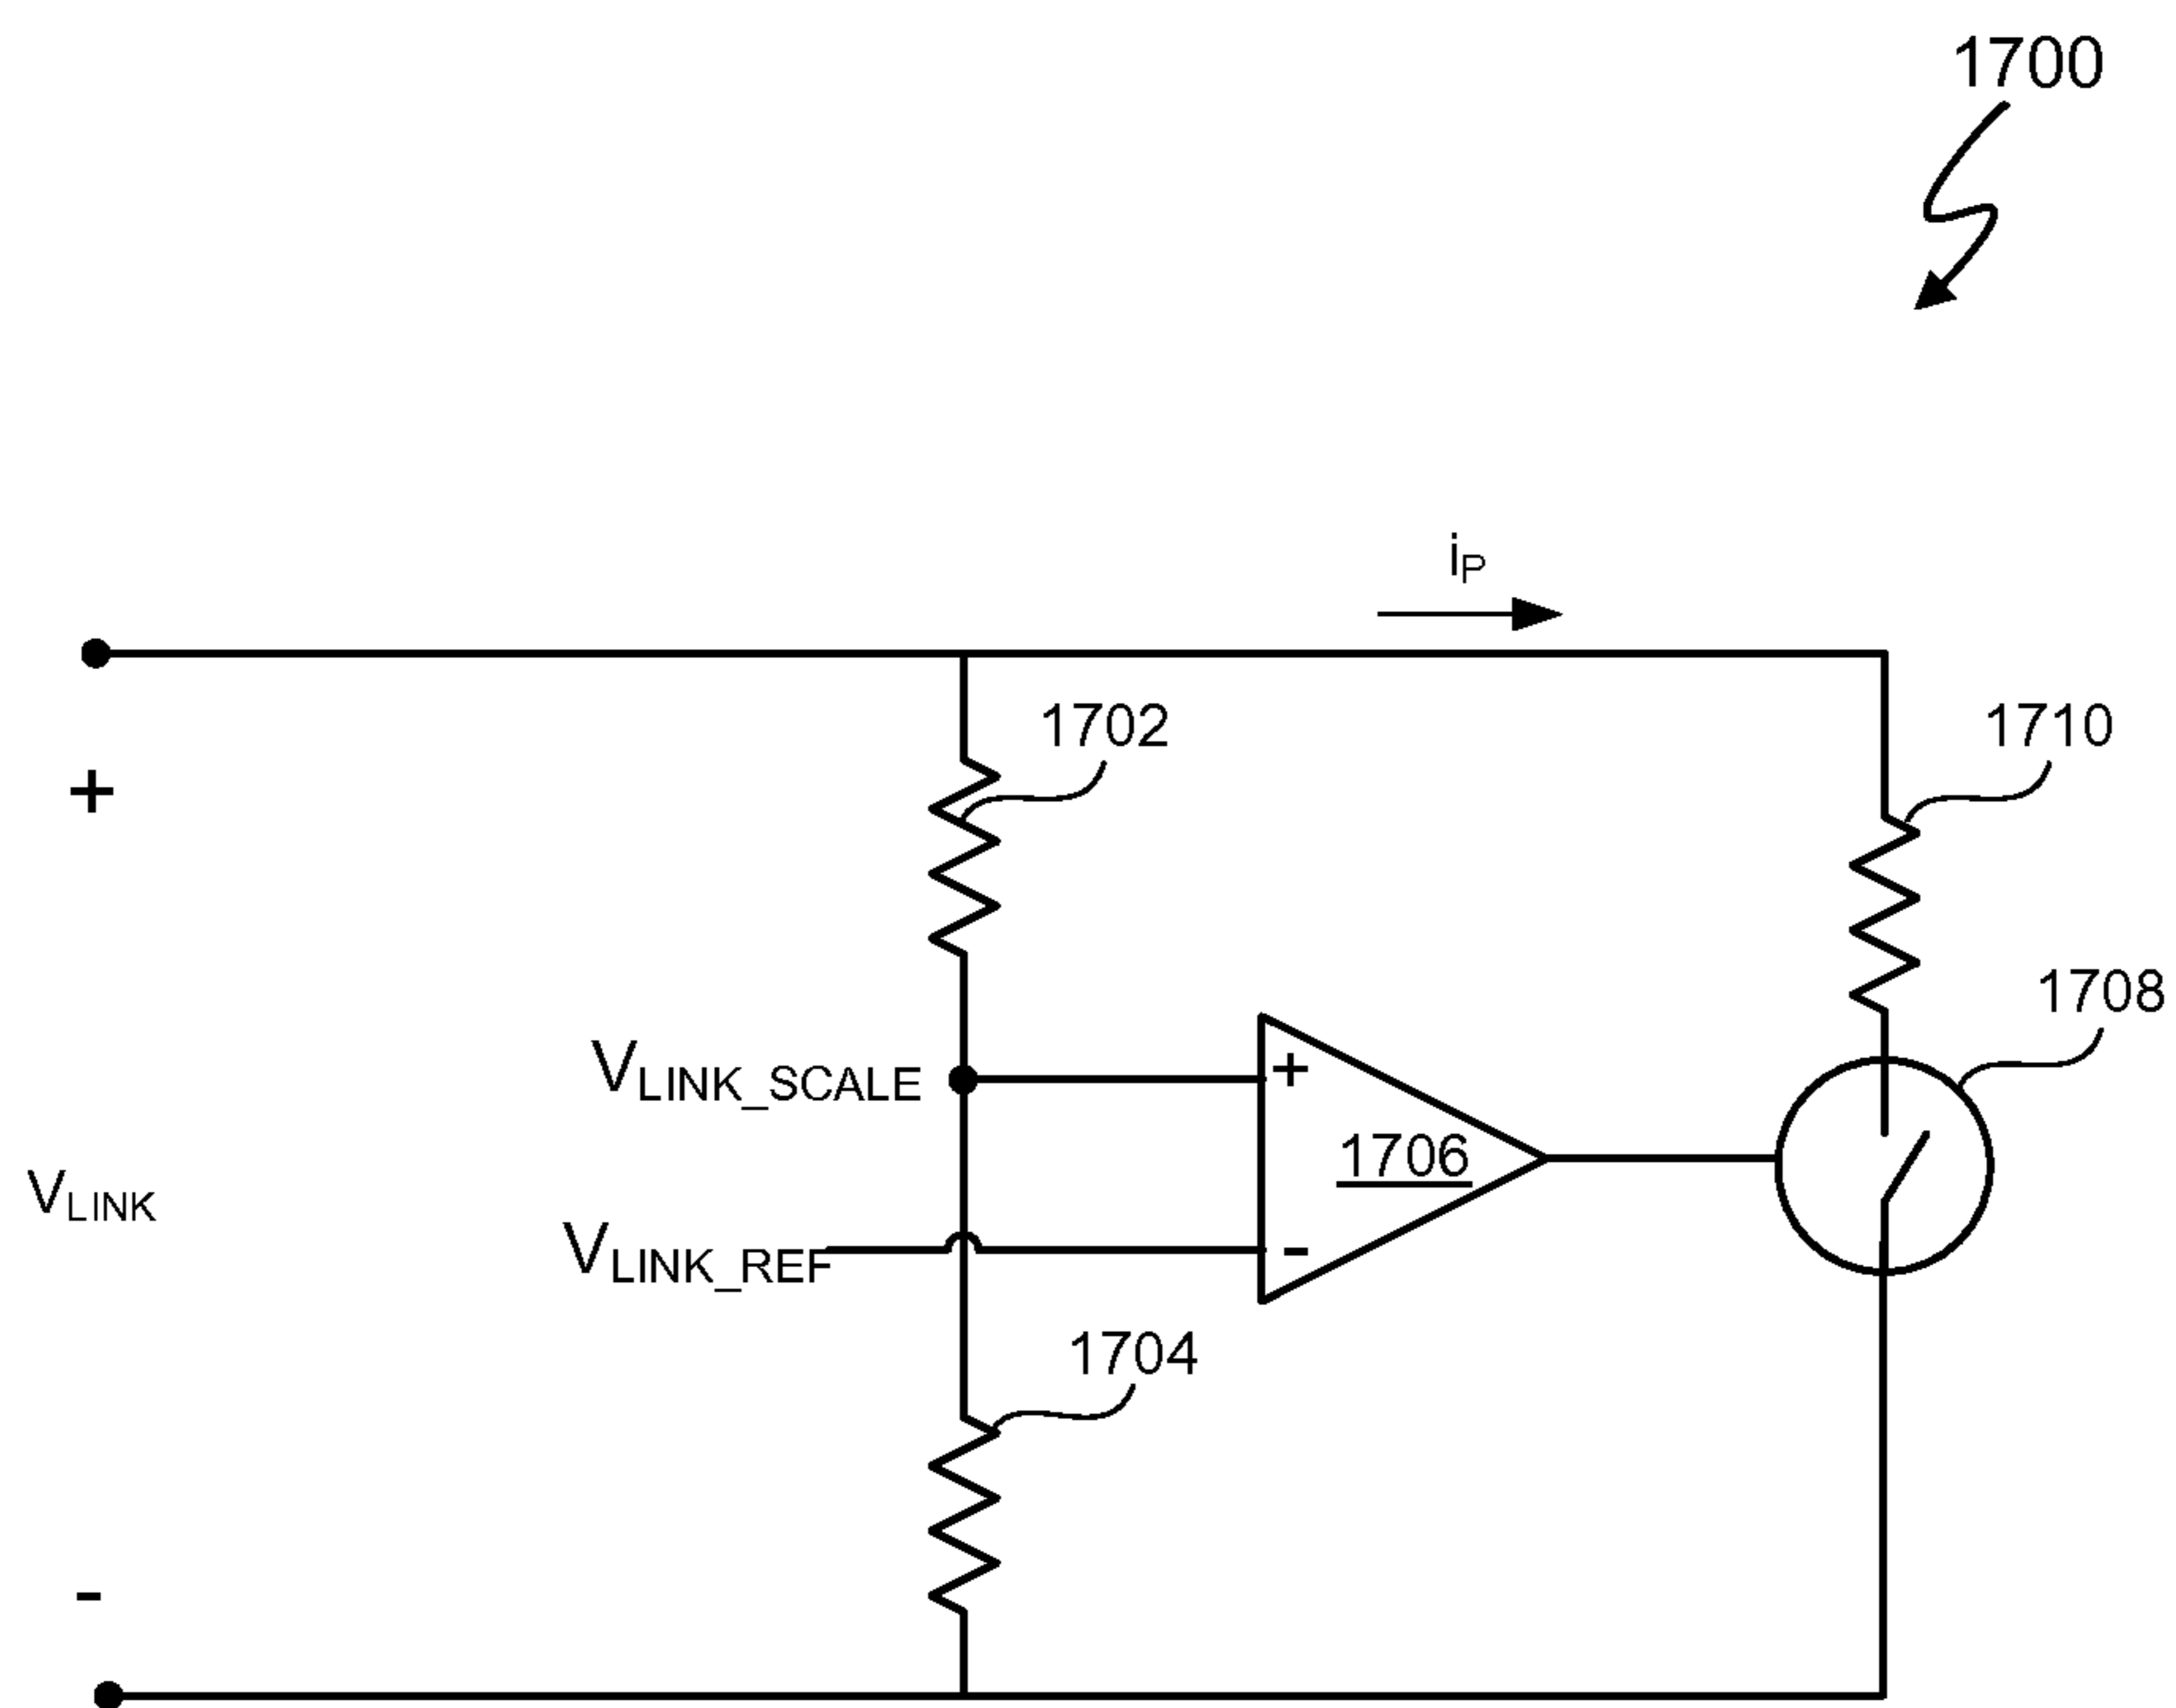 1700
iP
1702
1710
+
1708
VLINK_SCALE
+
1706
VLINK
VLINK_REF
-
1704
-